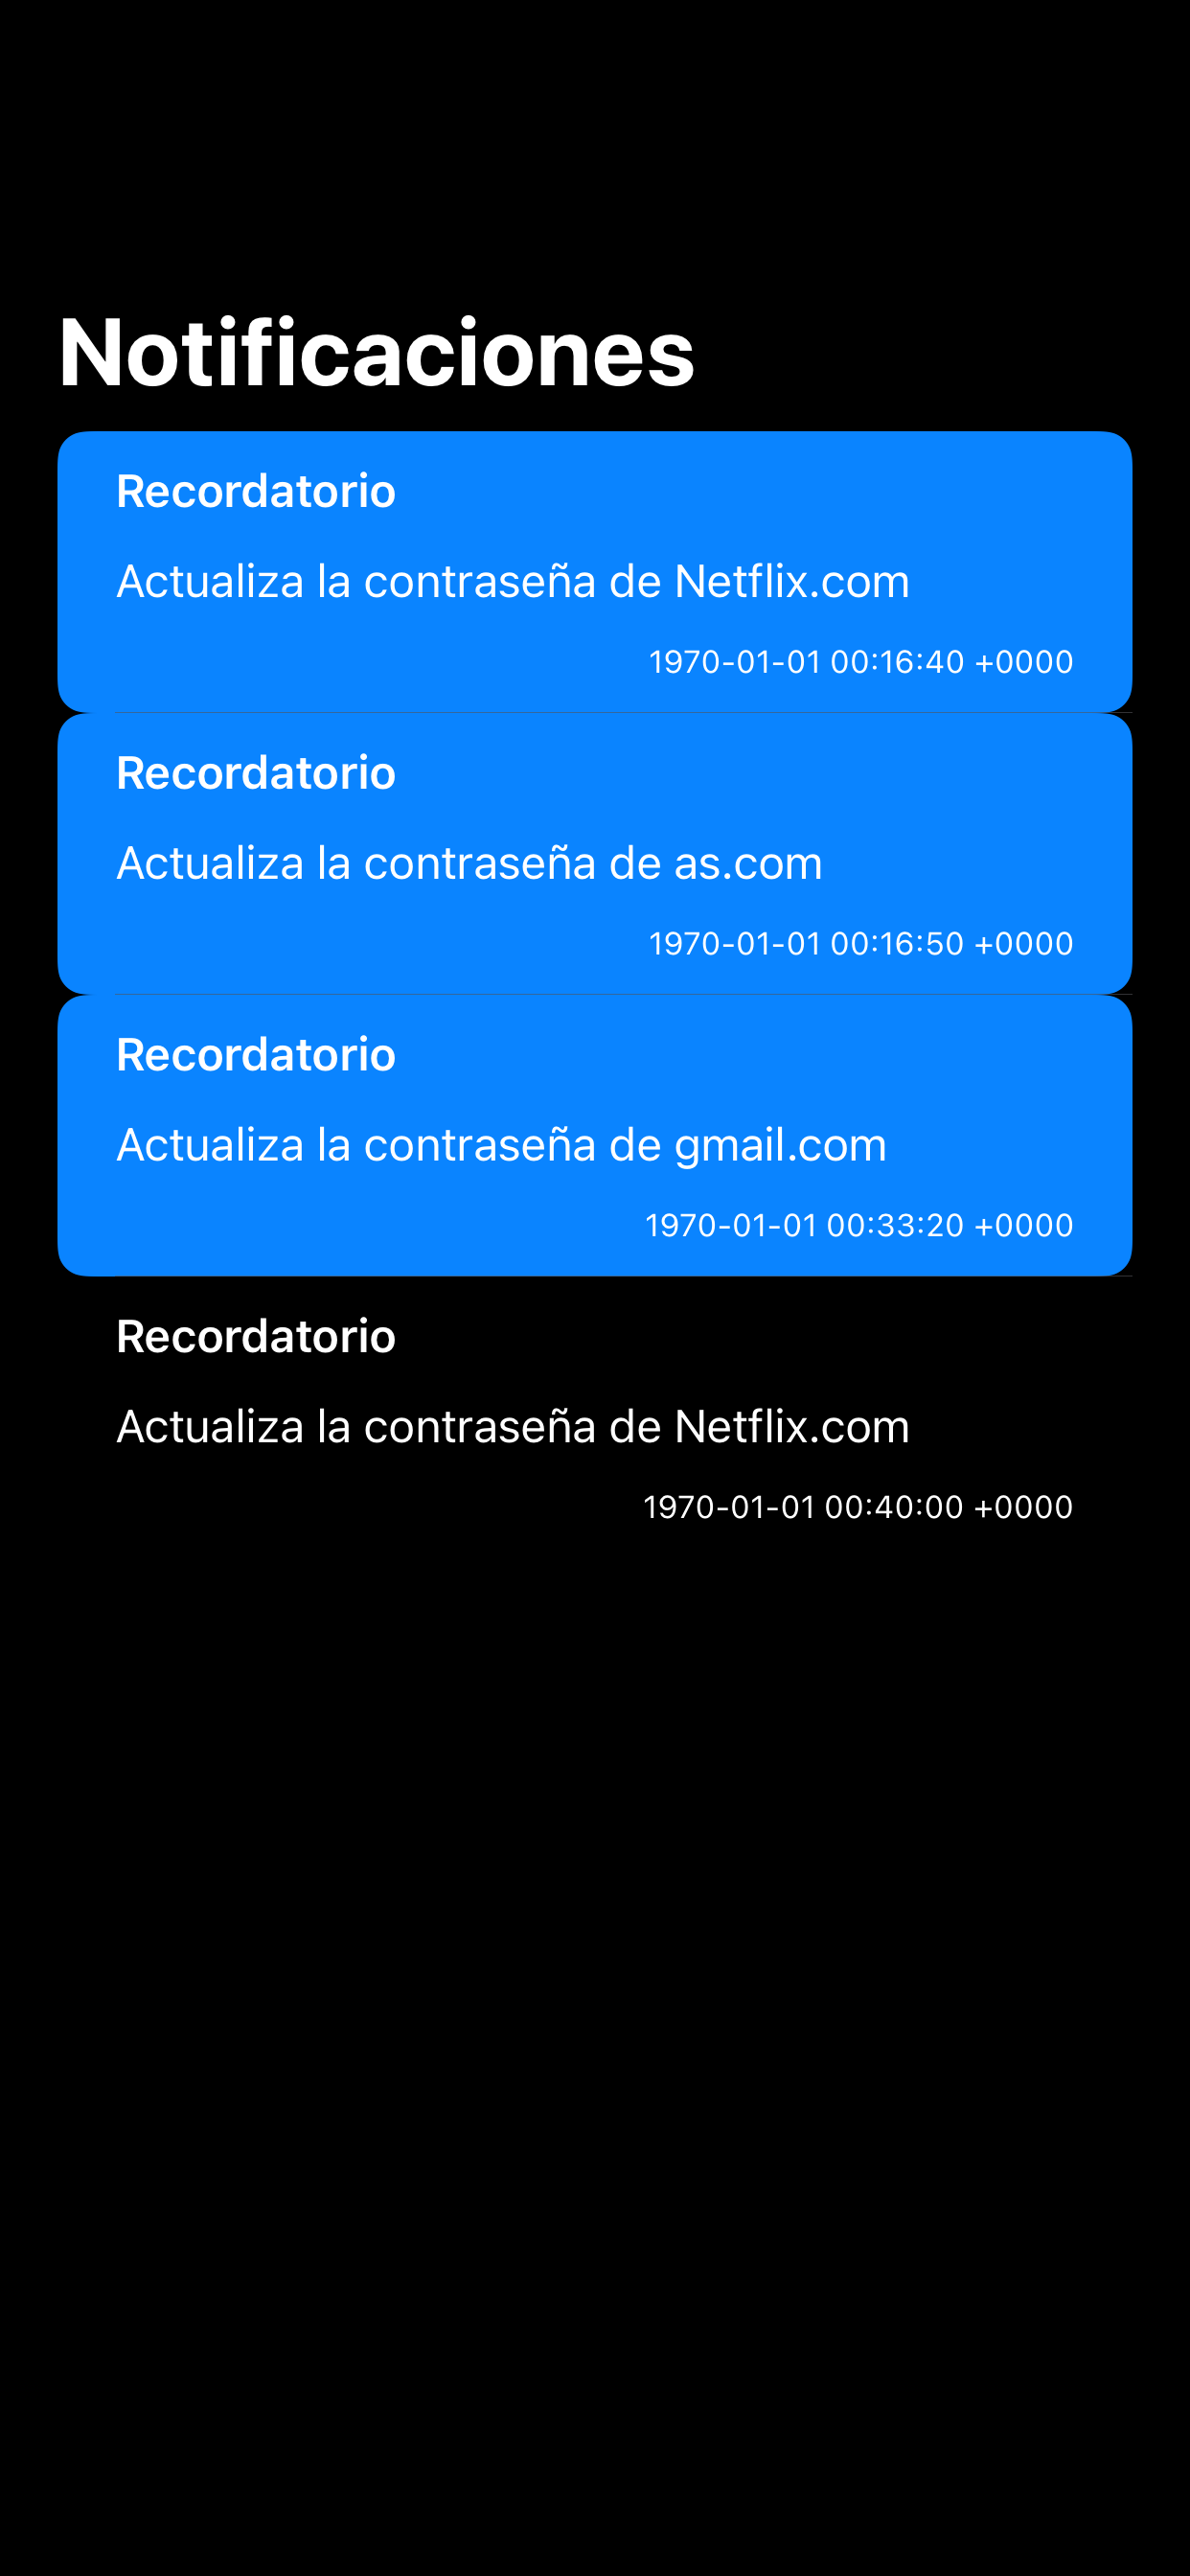 Notificaciones
Recordatorio
Actualiza la contraseña de Netflix.com
1970-01-01 00:16:40 +0000
Recordatorio
Actualiza la contraseña de as.com
1970-01-01 00:16:50 +0000
Recordatorio
Actualiza la contraseña de gmail.com
1970-01-01 00:33:20 +0000
Recordatorio
Actualiza la contraseña de Netflix.com
1970-01-01 00:40:00 +0000